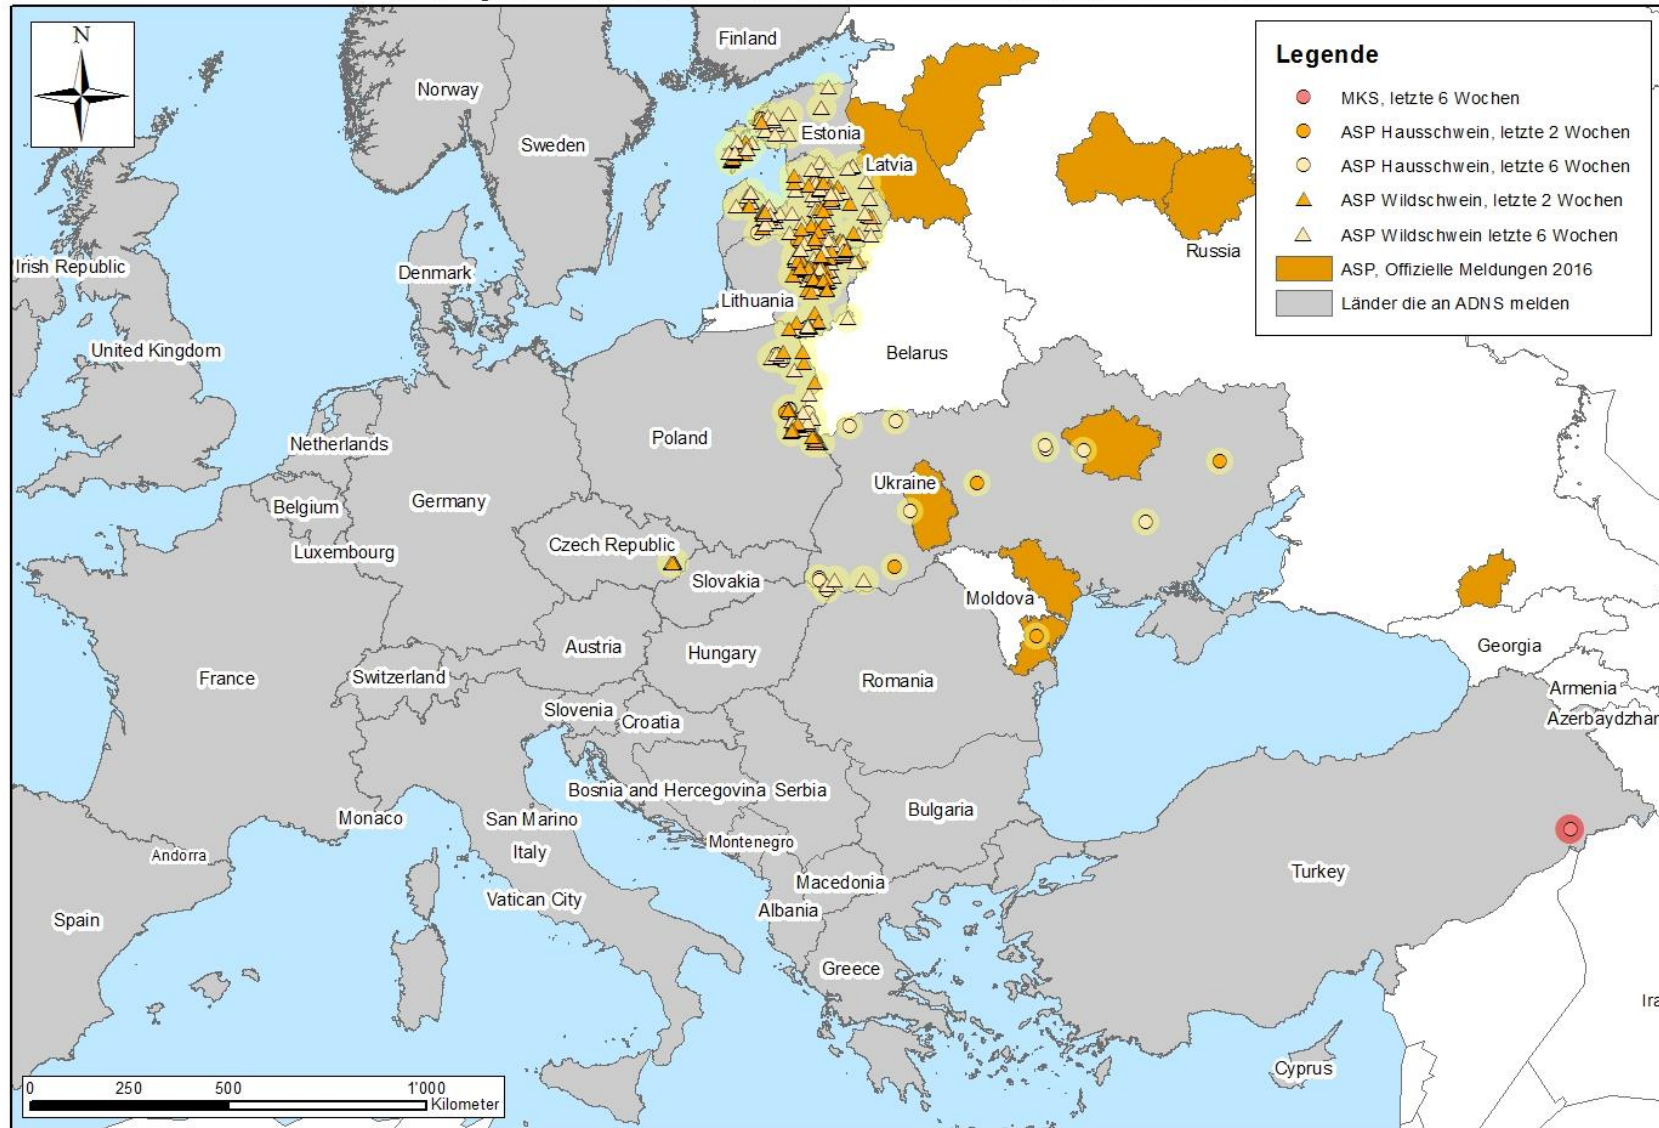 N
Finland
Norway
Sweden
Estonia
Latvia
Russia
Irish Republic
Denmark
Lithuania
United Kingdom
Belarus
Netherlands
Poland
Belgium
Germany
Ukraine
Luxembourg
Czech Republic
Slovakia
Moldova
Austria
Hungary
Georgia
France
Switzerland
Romania
Armenia
Slovenia
Croatia
Azerbaydzhan
Bosnia and Hercegovina
Serbia
Bulgaria
Monaco
San Marino
Montenegro
Andorra
Italy
Macedonia
Turkey
Spain
Vatican City
Albania
Greece
Cyprus
Legende
MKS, letzte 6 Wochen
ASP Hausschwein, letzte 2 Wochen
ASP Hausschwein, letzte 6 Wochen
ASP Wildschwein, letzte 2 Wochen
ASP Wildschwein letzte 6 Wochen
ASP, Offizielle Meldungen 2016
Länder die an ADNS melden
0 250 500 1'000
Kilometer